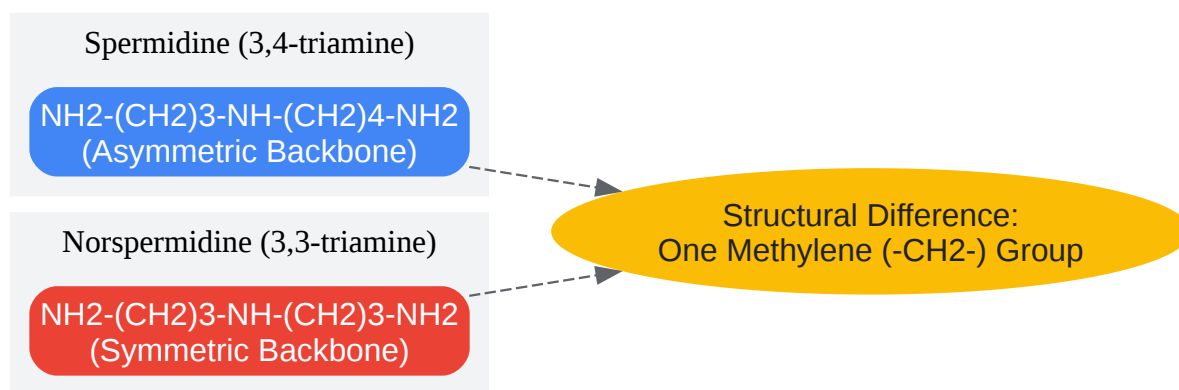 Spermidine (3,4-triamine)
NH2-(CH2)3-NH-(CH2)4-NH2
(Asymmetric Backbone)
Norspermidine (3,3-triamine)
NH2-(CH2)3-NH-(CH2)3-NH2
(Symmetric Backbone)
Structural Difference:
One Methylene (-CH2-) Group